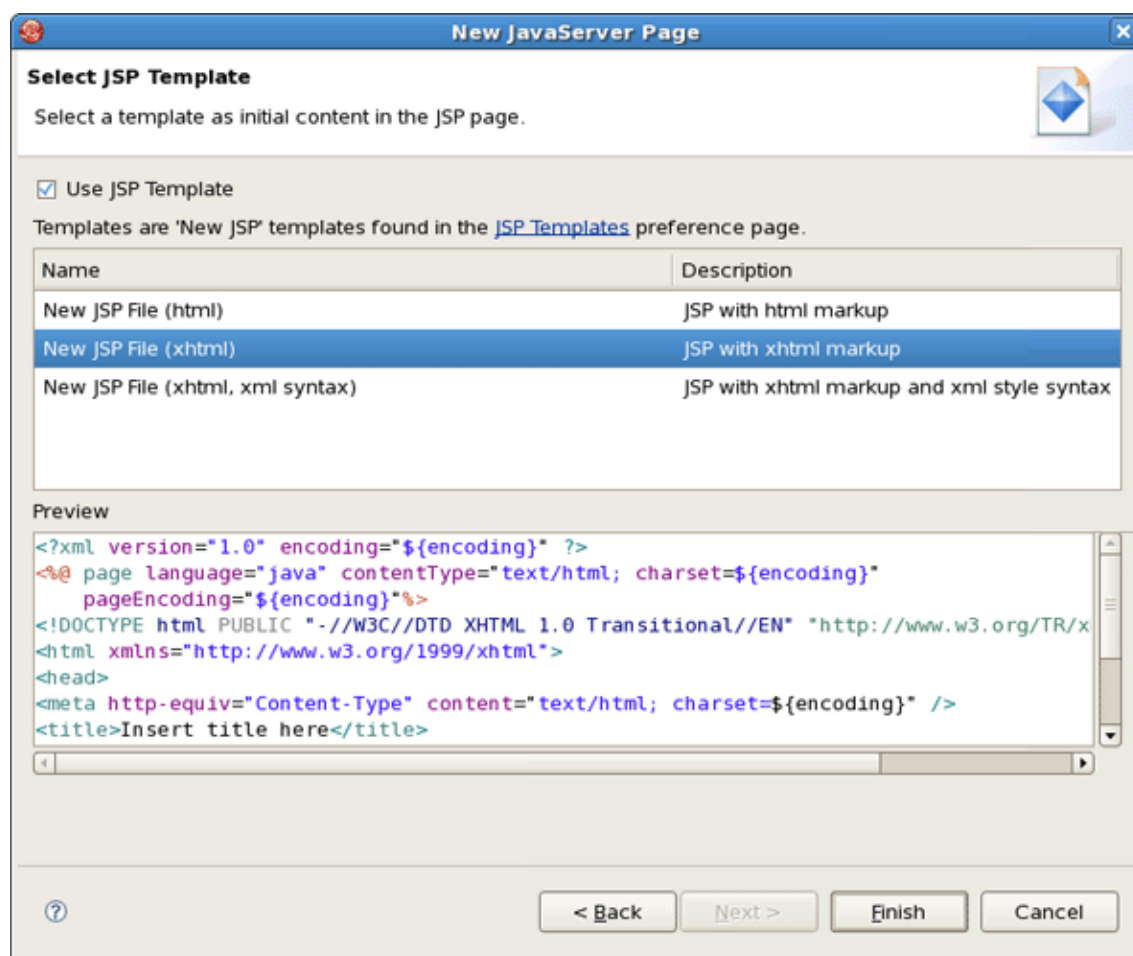 New JavaServer Page
Select JSP Template
Select a template as initial content in the JSP page.
Use JSP Template
Templates are 'New JSP' templates found in the JSP Templates preference page.
Name Description
New JSP File (html) JSP with html markup
New JSP File (xhtml) JSP with xhtml markup
New JSP File (xhtml, xml syntax) JSP with xhtml markup and xml style syntax
Preview
<?xml version="1.0" encoding="${encoding}" ?>
<%@ page language="java" contentType="text/html; charset=${encoding}"
    pageEncoding="${encoding}"%>
<!DOCTYPE html PUBLIC "-//W3C//DTD XHTML 1.0 Transitional//EN" "http://www.w3.org/TR/x
<html xmlns="http://www.w3.org/1999/xhtml">
<head>
<meta http-equiv="Content-Type" content="text/html; charset=${encoding}" />
<title>Insert title here</title>
< Back Next > Finish Cancel